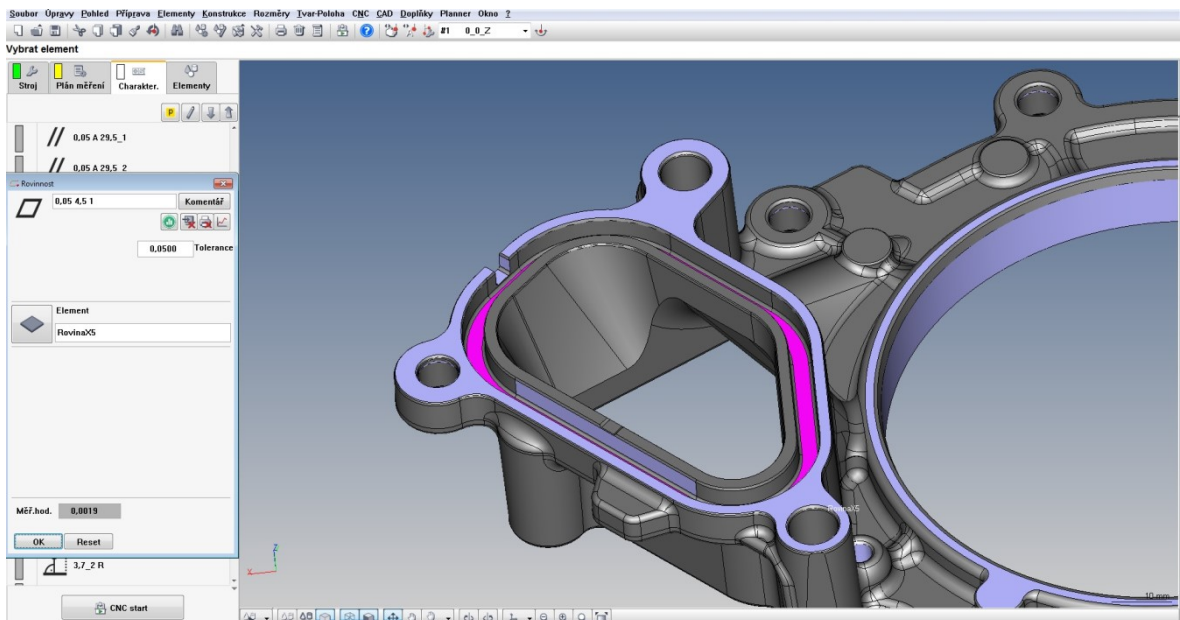 Soubor Úpravy Pohled Příprava Elementy Konstrukce Rozměry Tvar-Poloha CNC CAD Doplňky Planner Okno ?
#1 0_0_Z
Vybrat element
Stroj Plán měření Charakter. Elementy
P
0,05 A 29,5_1
0,05 A 29,5_2
Rovinnost
0,05 4,5 1 Komentář
0,0500 Tolerance
Element
RovinaX5
Měř.hod. 0,0019
OK Reset
3,7_2 R
CNC start
RovinaX5
Z
X
10 mm